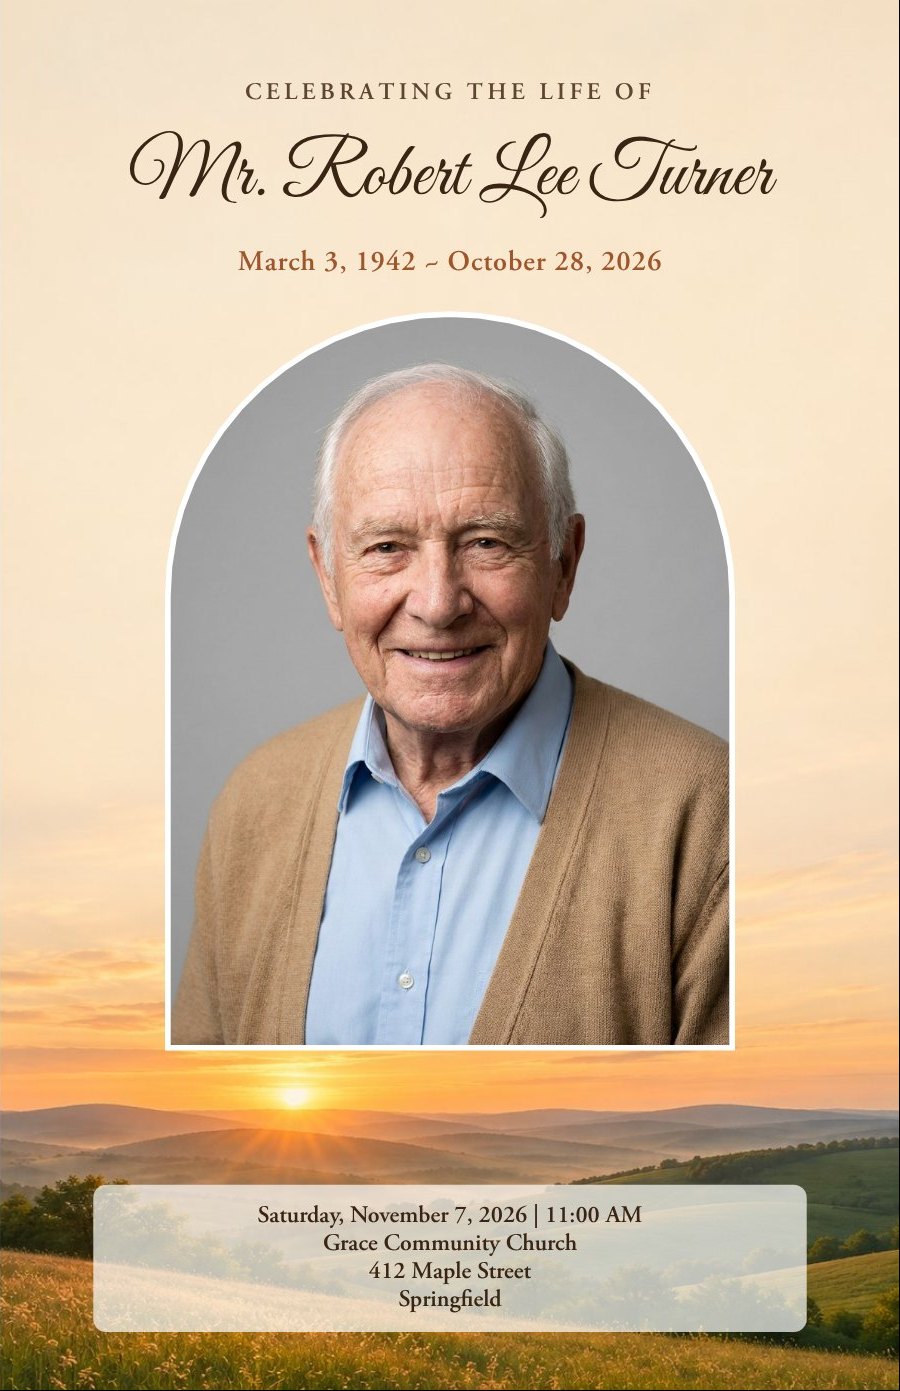 CELEBRATING THE LIFE OF
Mr. Robert Lee Turner
March 3, 1942 ~ October 28, 2026
Saturday, November 7, 2026 | 11:00 AM
Grace Community Church
412 Maple Street
Springfield